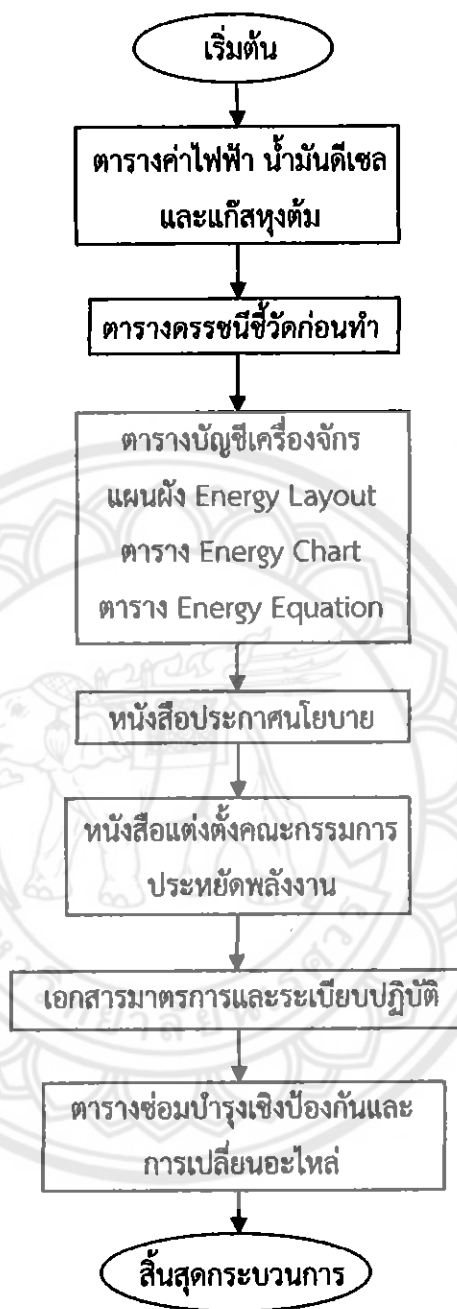 เริ่มต้น
ตารางค่าไฟฟ้า น้ำมันดีเซล
และแก๊สหุงต้ม
ตารางดรรชนีชี้วัดก่อนทำ
ตารางบัญชีเครื่องจักร
แผนผัง Energy Layout
ตาราง Energy Chart
ตาราง Energy Equation
หนังสือประกาศนโยบาย
หนังสือแต่งตั้งคณะกรรมการ
ประหยัดพลังงาน
เอกสารมาตรการและระเบียบปฏิบัติ
ตารางซ่อมบำรุงเชิงป้องกันและ
การเปลี่ยนอะไหล่
สิ้นสุดกระบวนการ